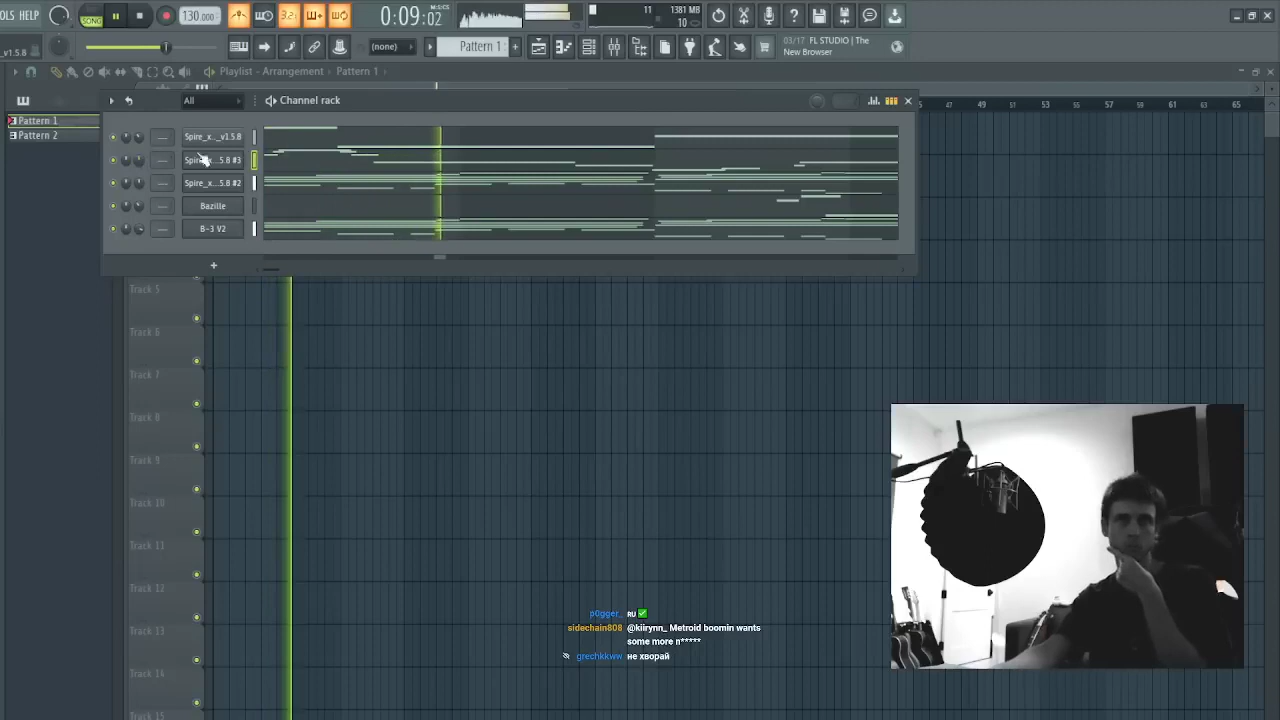 OLS HELP
SONG
130.000
3.2
0:09:02
11
1381 MB
10
_v1.5.8
(none)
Pattern 1
03/17 FL STUDIO | The
New Browser
Playlist - Arrangement
Pattern 1
All
Channel rack
47 49 51 53 55 57 59 61 63 65
Pattern 1
Pattern 2
Spire_x.._v1.5.8
5.8 #3
Spire_x...5.8 #2
Bazille
B-3 V2
Track 5
Track 6
Track 7
Track 8
Track 9
Track 10
Track 11
Track 12
Track 13
Track 14
Track 15
p0gger_ RU ✅
sidechain808 @kiirynn_ Metroid boomin wants
some more n*****
grechkkww не хворай